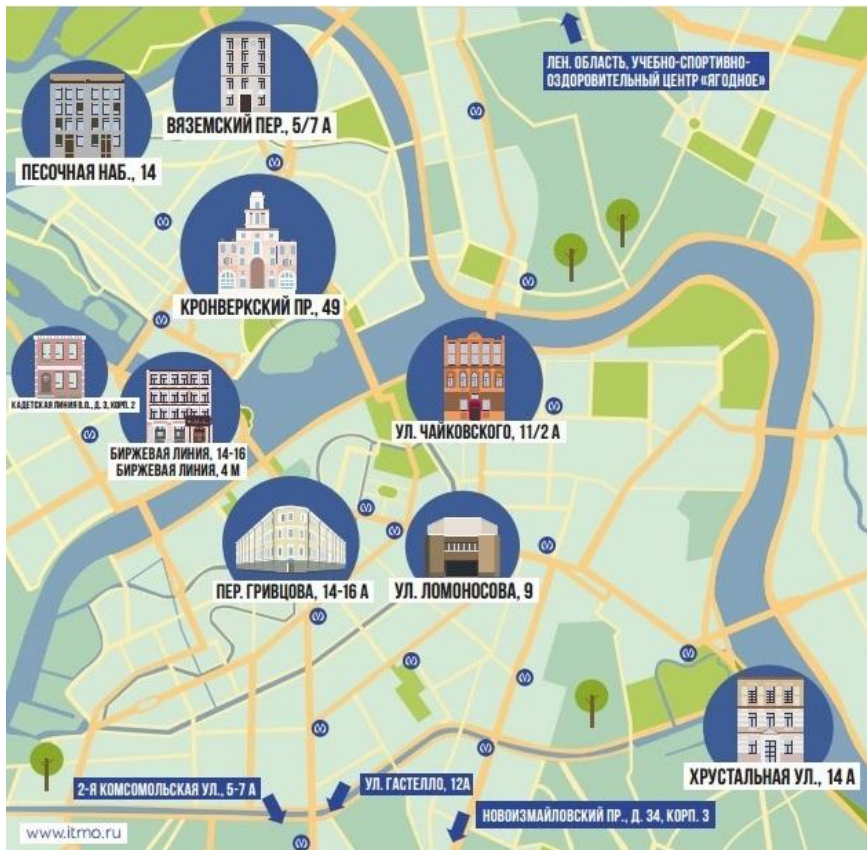 ЛЕН. ОБЛАСТЬ, УЧЕБНО-СПОРТИВНО-
ОЗДОРОВИТЕЛЬНЫЙ ЦЕНТР «ЯГОДНОЕ»
ВЯЗЕМСКИЙ ПЕР., 5/7 А
ПЕСОЧНАЯ НАБ., 14
КРОНВЕРКСКИЙ ПР., 49
КАДЕТСКАЯ ЛИНИЯ В.О., Д. 3, КОРП. 2
УЛ. ЧАЙКОВСКОГО, 11/2 А
БИРЖЕВАЯ ЛИНИЯ, 14-16
БИРЖЕВАЯ ЛИНИЯ, 4 М
ПЕР. ГРИВЦОВА, 14-16 А
УЛ. ЛОМОНОСОВА, 9
ХРУСТАЛЬНАЯ УЛ., 14 А
2-Я КОМСОМОЛЬСКАЯ УЛ., 5-7 А
УЛ. ГАСТЕЛЛО, 12А
НОВОИЗМАЙЛОВСКИЙ ПР., Д. 34, КОРП. 3
www.itmo.ru